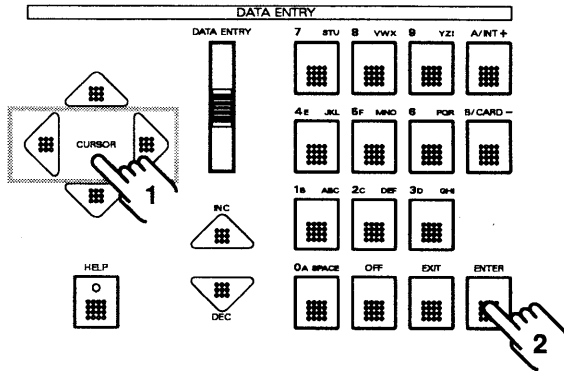 DATA ENTRY
DATA ENTRY
7 STU 8 VWX 9 YZ! A/INT +
4E JKL 5F MNO 6 PQR B/CARD -
CURSOR
1
1B ABC 2C DEF 3D GHI
INC
HELP
0A SPACE OFF EXIT ENTER
DEC
2